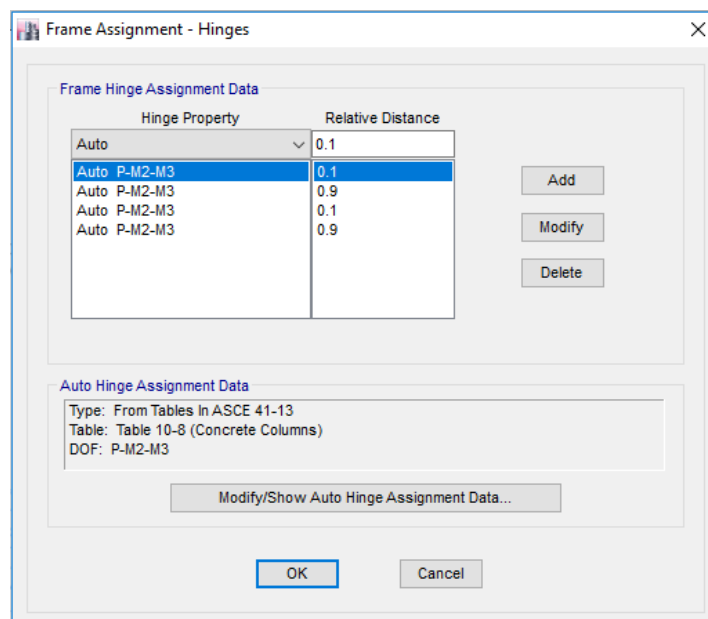 Frame Assignment - Hinges
Frame Hinge Assignment Data
Hinge Property Relative Distance
Auto 0.1
Auto P-M2-M3 0.1
Auto P-M2-M3 0.9
Auto P-M2-M3 0.1
Auto P-M2-M3 0.9
Add
Modify
Delete
Auto Hinge Assignment Data
Type: From Tables In ASCE 41-13
Table: Table 10-8 (Concrete Columns)
DOF: P-M2-M3
Modify/Show Auto Hinge Assignment Data...
OK Cancel